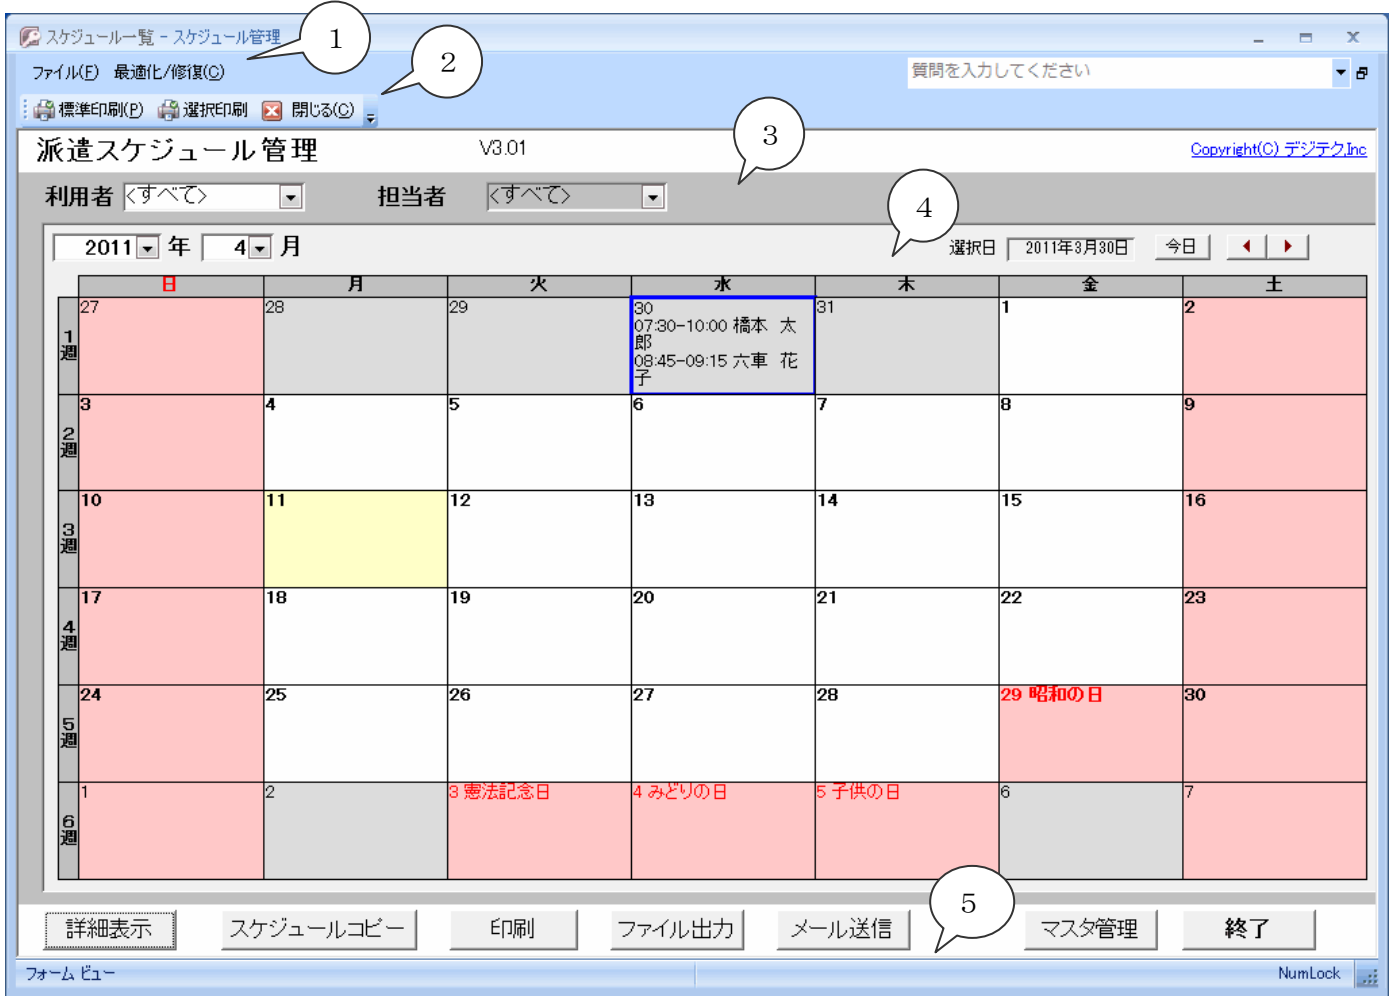 スケジュール一覧 - スケジュール管理
1
2
ファイル(F) 最適化/修復(C)
質問を入力してください
標準印刷(P) 選択印刷 閉じる(C)
3
派遣スケジュール管理 V3.01 Copyright(C) デジテク,Inc
利用者 <すべて> 担当者 <すべて>
4
2011 年 4 月 選択日 2011年3月30日 今日
日 月 火 水 木 金 土
1週
27 28 29 30 31 1 2
07:30-10:00 橋本 太
郎
08:45-09:15 六車 花
子
2週
3 4 5 6 7 8 9
3週
10 11 12 13 14 15 16
4週
17 18 19 20 21 22 23
5週
24 25 26 27 28 29 昭和の日 30
6週
1 2 3 憲法記念日 4 みどりの日 5 子供の日 6 7
5
詳細表示 スケジュールコピー 印刷 ファイル出力 メール送信 マスタ管理 終了
フォーム ビュー NumLock